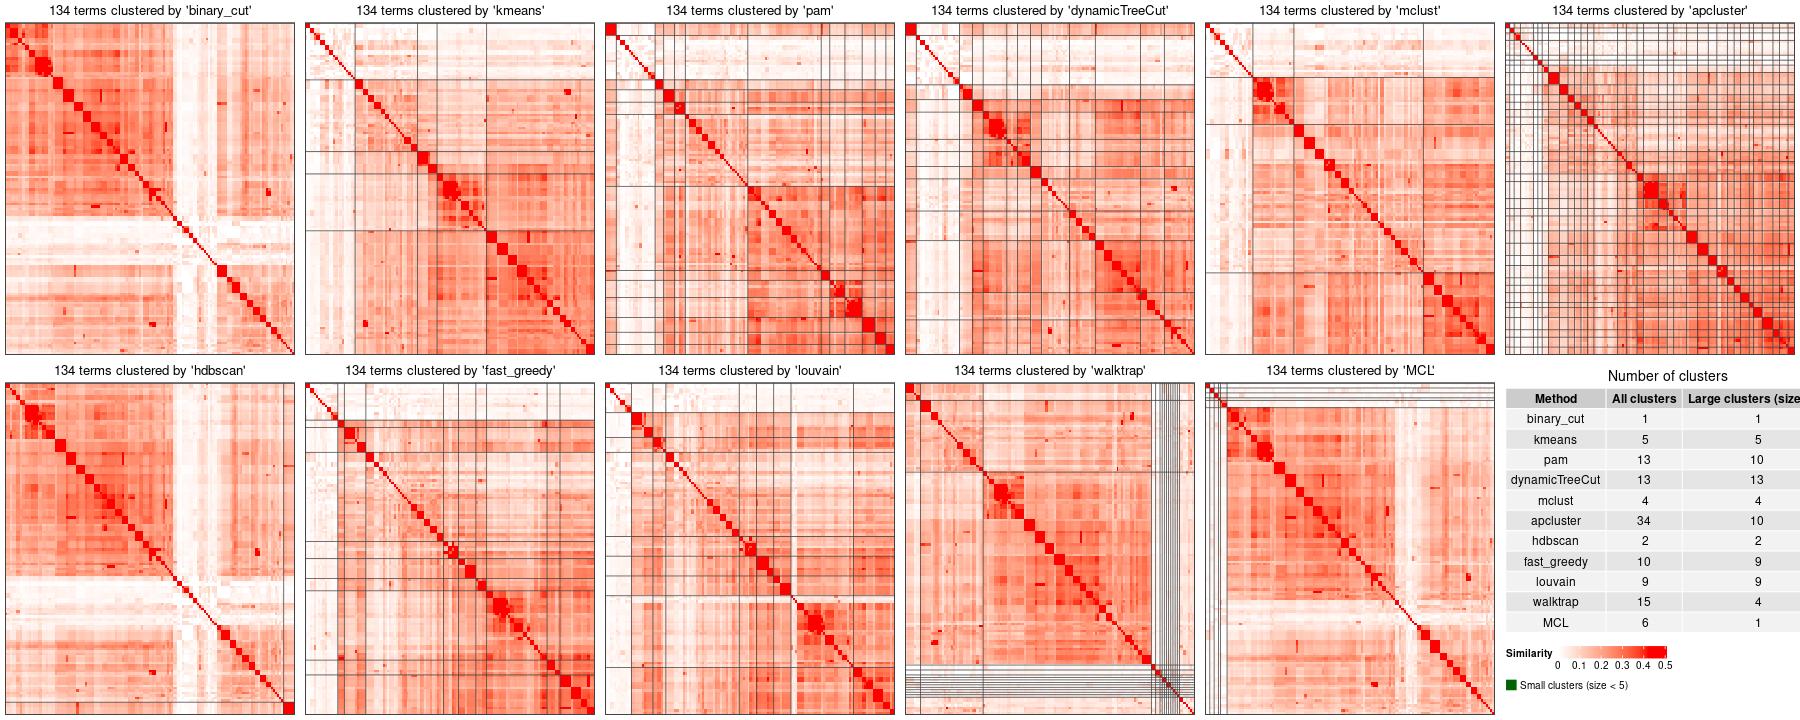 134 terms clustered by 'binary_cut'
134 terms clustered by 'kmeans'
134 terms clustered by 'pam'
134 terms clustered by 'dynamicTreeCut'
134 terms clustered by 'mclust'
134 terms clustered by 'apcluster'
134 terms clustered by 'hdbscan'
134 terms clustered by 'fast_greedy'
134 terms clustered by 'louvain'
134 terms clustered by 'walktrap'
134 terms clustered by 'MCL'
Number of clusters
Method All clusters Large clusters (size
binary_cut 1 1
kmeans 5 5
pam 13 10
dynamicTreeCut 13 13
mclust 4 4
apcluster 34 10
hdbscan 2 2
fast_greedy 10 9
louvain 9 9
walktrap 15 4
MCL 6 1
Similarity
0 0.1 0.2 0.3 0.4 0.5
Small clusters (size < 5)